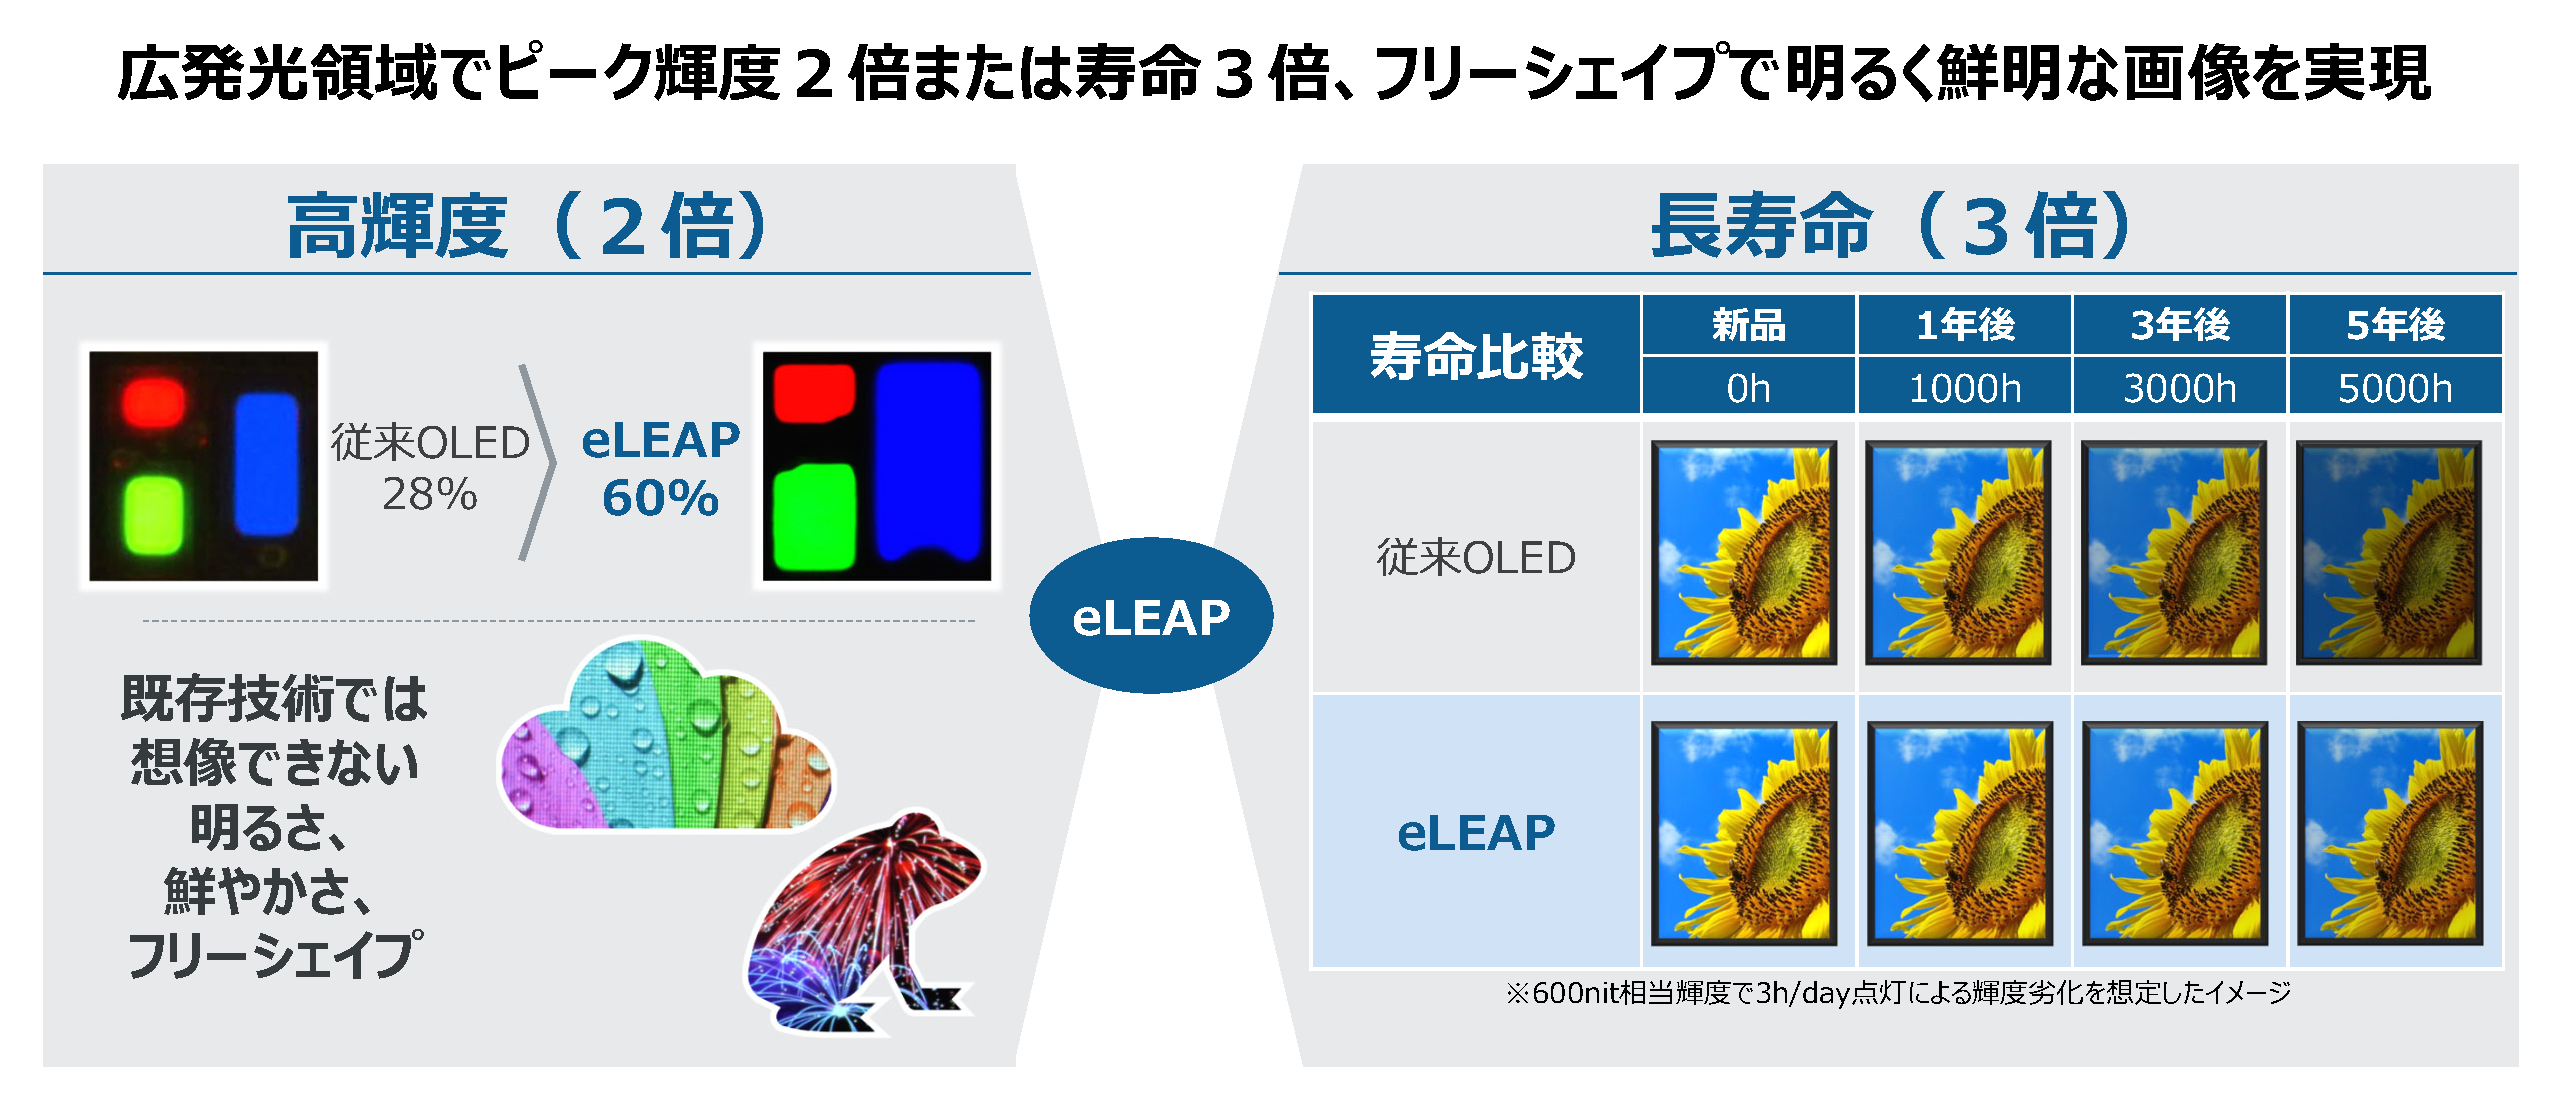 広発光領域でピーク輝度２倍または寿命３倍、フリーシェイプで明るく鮮明な画像を実現
高輝度（２倍）
従来OLED
28%
eLEAP
60%
既存技術では
想像できない
明るさ、
鮮やかさ、
フリーシェイプ
eLEAP
長寿命（３倍）
寿命比較
新品
1年後
3年後
5年後
0h
1000h
3000h
5000h
従来OLED
eLEAP
※600nit相当輝度で3h/day点灯による輝度劣化を想定したイメージ